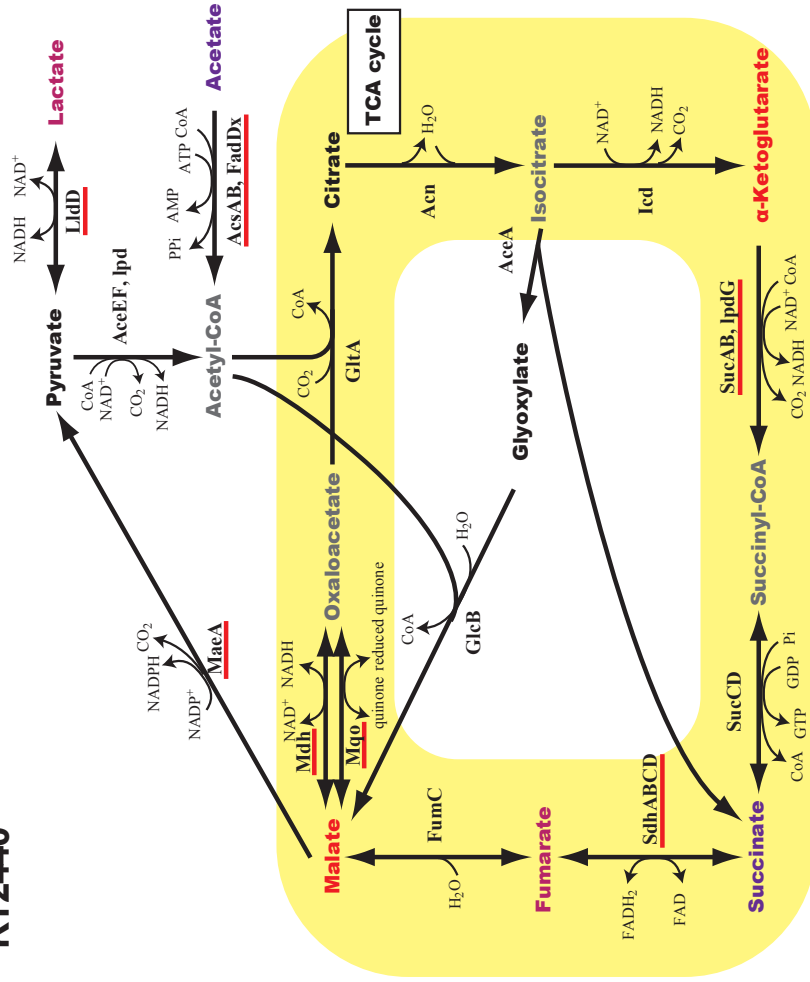 KT2440
Lactate
NADH NAD⁺
LldD
Pyruvate
AceEF, lpd
CoA
NAD⁺
CO₂
NADH
Acetate
ATP CoA
PPi AMP
AcsAB, FadDx
Acetyl-CoA
MaeA
NADP⁺
NADPH
CO₂
TCA cycle
Malate
Mdh
NAD⁺ NADH
Mqo
quinone reduced quinone
Oxaloacetate
CO₂
CoA
GltA
Citrate
Acn
H₂O
FumC
H₂O
CoA
H₂O
GlcB
Glyoxylate
AceA
Isocitrate
Fumarate
Icd
NAD⁺
NADH
CO₂
SdhABCD
FADH₂
FAD
Succinate
SucCD
CoA GTP GDP Pi
Succinyl-CoA
SucAB, lpdG
CO₂ NADH NAD⁺ CoA
α-Ketoglutarate